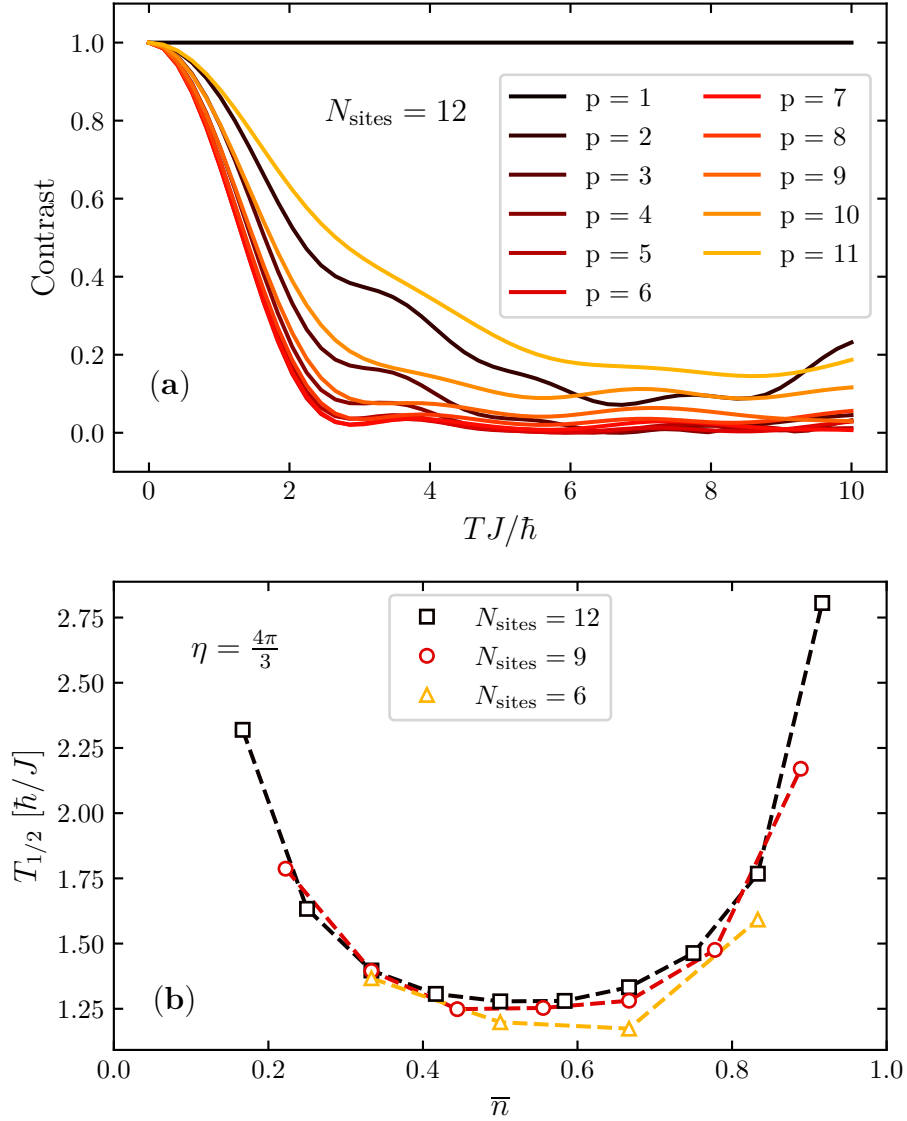 1.0
0.8
0.6
0.4
0.2
0.0
Contrast
N_sites = 12
p = 1
p = 2
p = 3
p = 4
p = 5
p = 6
p = 7
p = 8
p = 9
p = 10
p = 11
(a)
0 2 4 6 8 10
TJ/ħ
2.75
2.50
2.25
2.00
1.75
1.50
1.25
T_{1/2} [ħ/J]
η = 4π/3
N_sites = 12
N_sites = 9
N_sites = 6
(b)
0.0 0.2 0.4 0.6 0.8 1.0
n̅